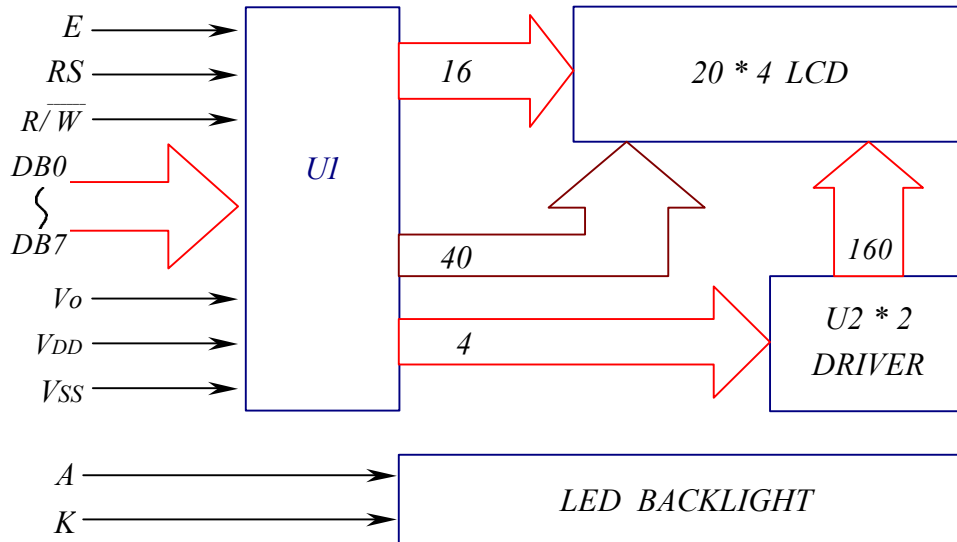 E
RS
R/W̅
DB0
DB7
Vo
VDD
VSS
U1
16
20 * 4 LCD
40
160
4
U2 * 2
DRIVER
A
K
LED BACKLIGHT